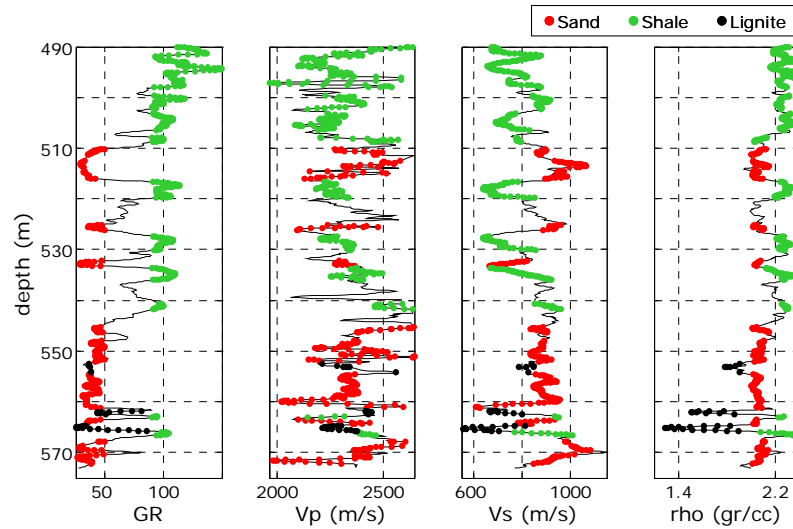 Sand Shale Lignite
490
510
530
550
570
depth (m)
50 100
GR
2000 2500
Vp (m/s)
600 1000
Vs (m/s)
1.4 2.2
rho (gr/cc)